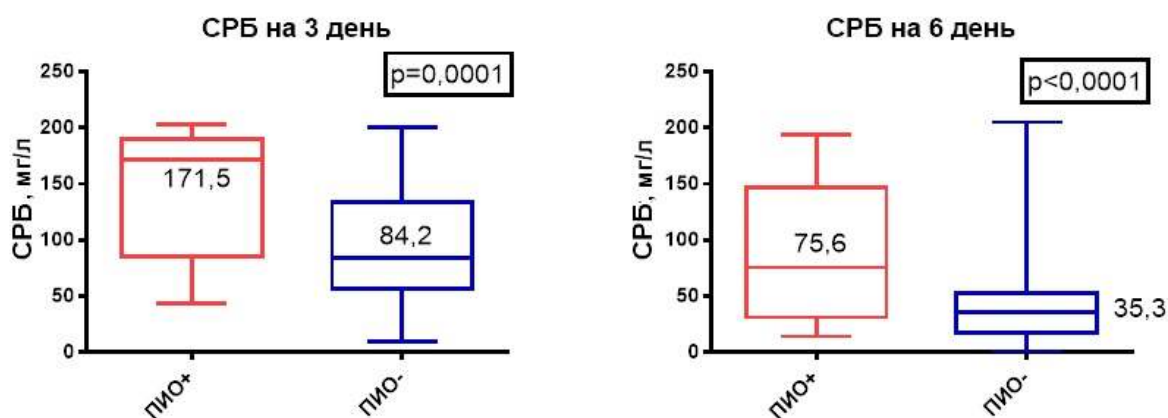 СРБ на 3 день
p=0,0001
СРБ, мг/л
250
200
150
100
50
0
171,5
84,2
ПИО+
ПИО-
СРБ на 6 день
p<0,0001
СРБ, мг/л
250
200
150
100
50
0
75,6
35,3
ПИО+
ПИО-